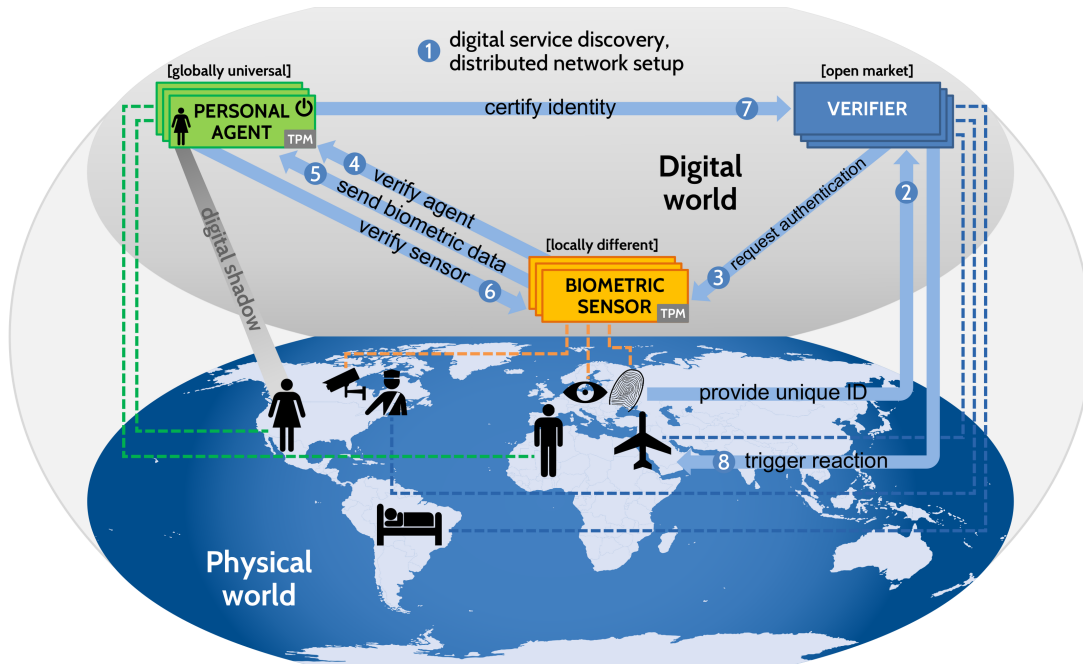 1 digital service discovery,
distributed network setup
[globally universal]
PERSONAL
AGENT
TPM
certify identity 7
[open market]
VERIFIER
Digital
world
4 verify agent
5 send biometric data
verify sensor 6
digital shadow
[locally different]
BIOMETRIC
SENSOR
TPM
3 request authentication
2
provide unique ID
8 trigger reaction
Physical
world